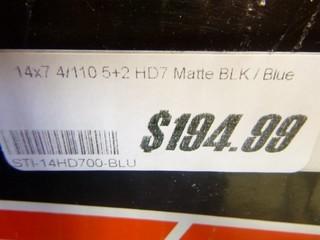 14x7 4/110 5+2 HD7 Matte BLK / Blue
$194.99
STI-14HD700-BLU